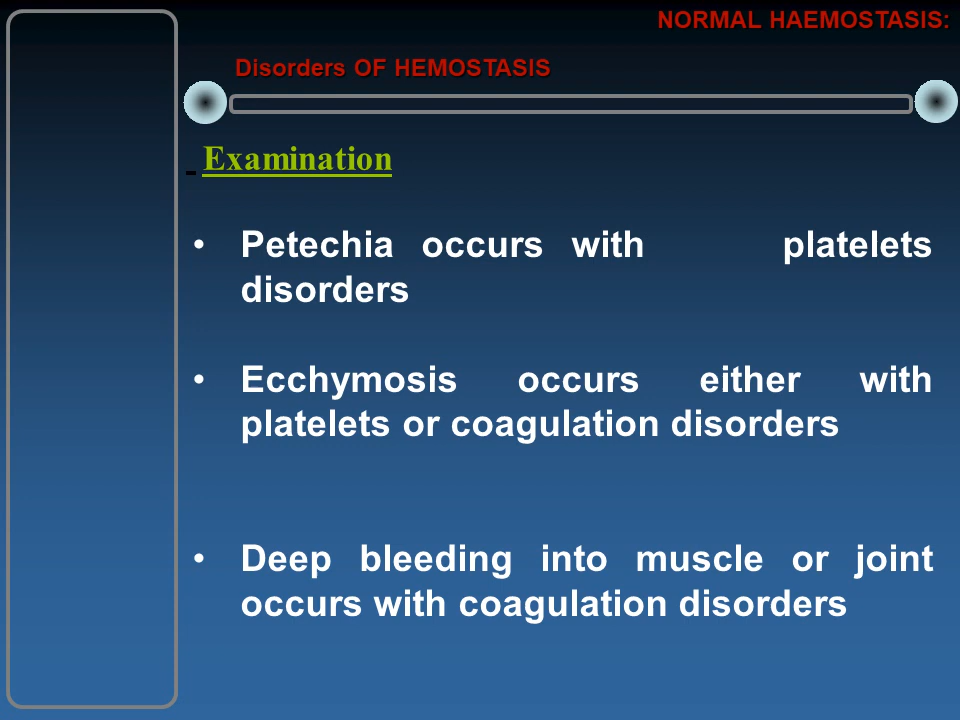 NORMAL HAEMOSTASIS:
Disorders OF HEMOSTASIS
Examination
• Petechia occurs with platelets
disorders
• Ecchymosis occurs either with
platelets or coagulation disorders
• Deep bleeding into muscle or joint
occurs with coagulation disorders